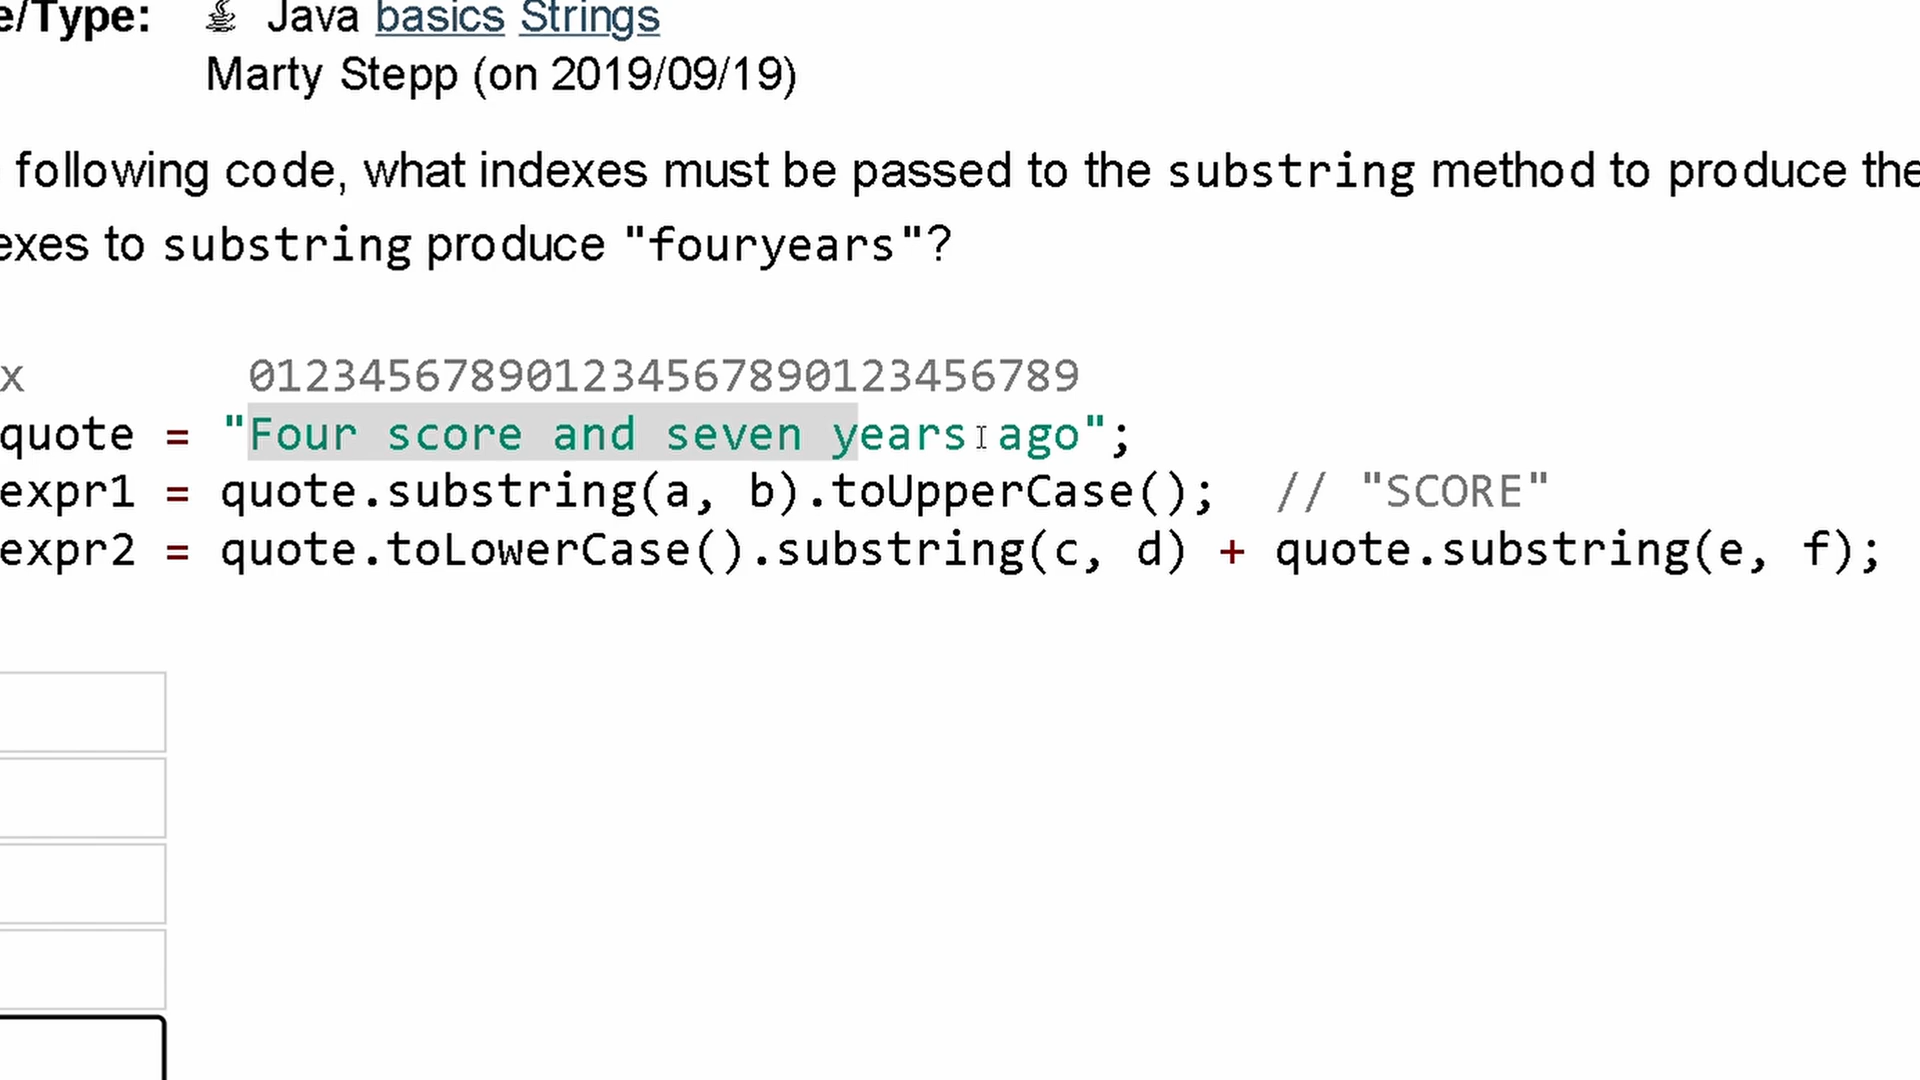 e/Type: Java basics Strings
Marty Stepp (on 2019/09/19)
following code, what indexes must be passed to the substring method to produce the
exes to substring produce "fouryears"?
x 012345678901234567890123456789
quote = "Four score and seven years ago";
expr1 = quote.substring(a, b).toUpperCase(); // "SCORE"
expr2 = quote.toLowerCase().substring(c, d) + quote.substring(e, f);